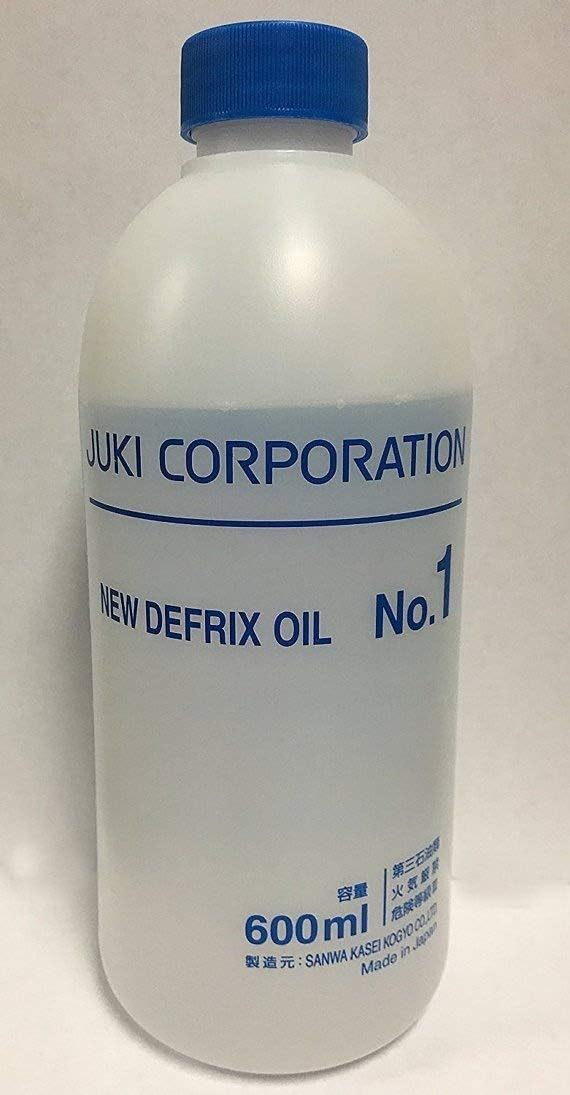 JUKI CORPORATION
NEW DEFRIX OIL No.1
容量
600ml
第三石油類
火気厳禁
危険等級Ⅲ
製造元：SANWA KASEI KOGYO CO.,LTD.
Made in Japan